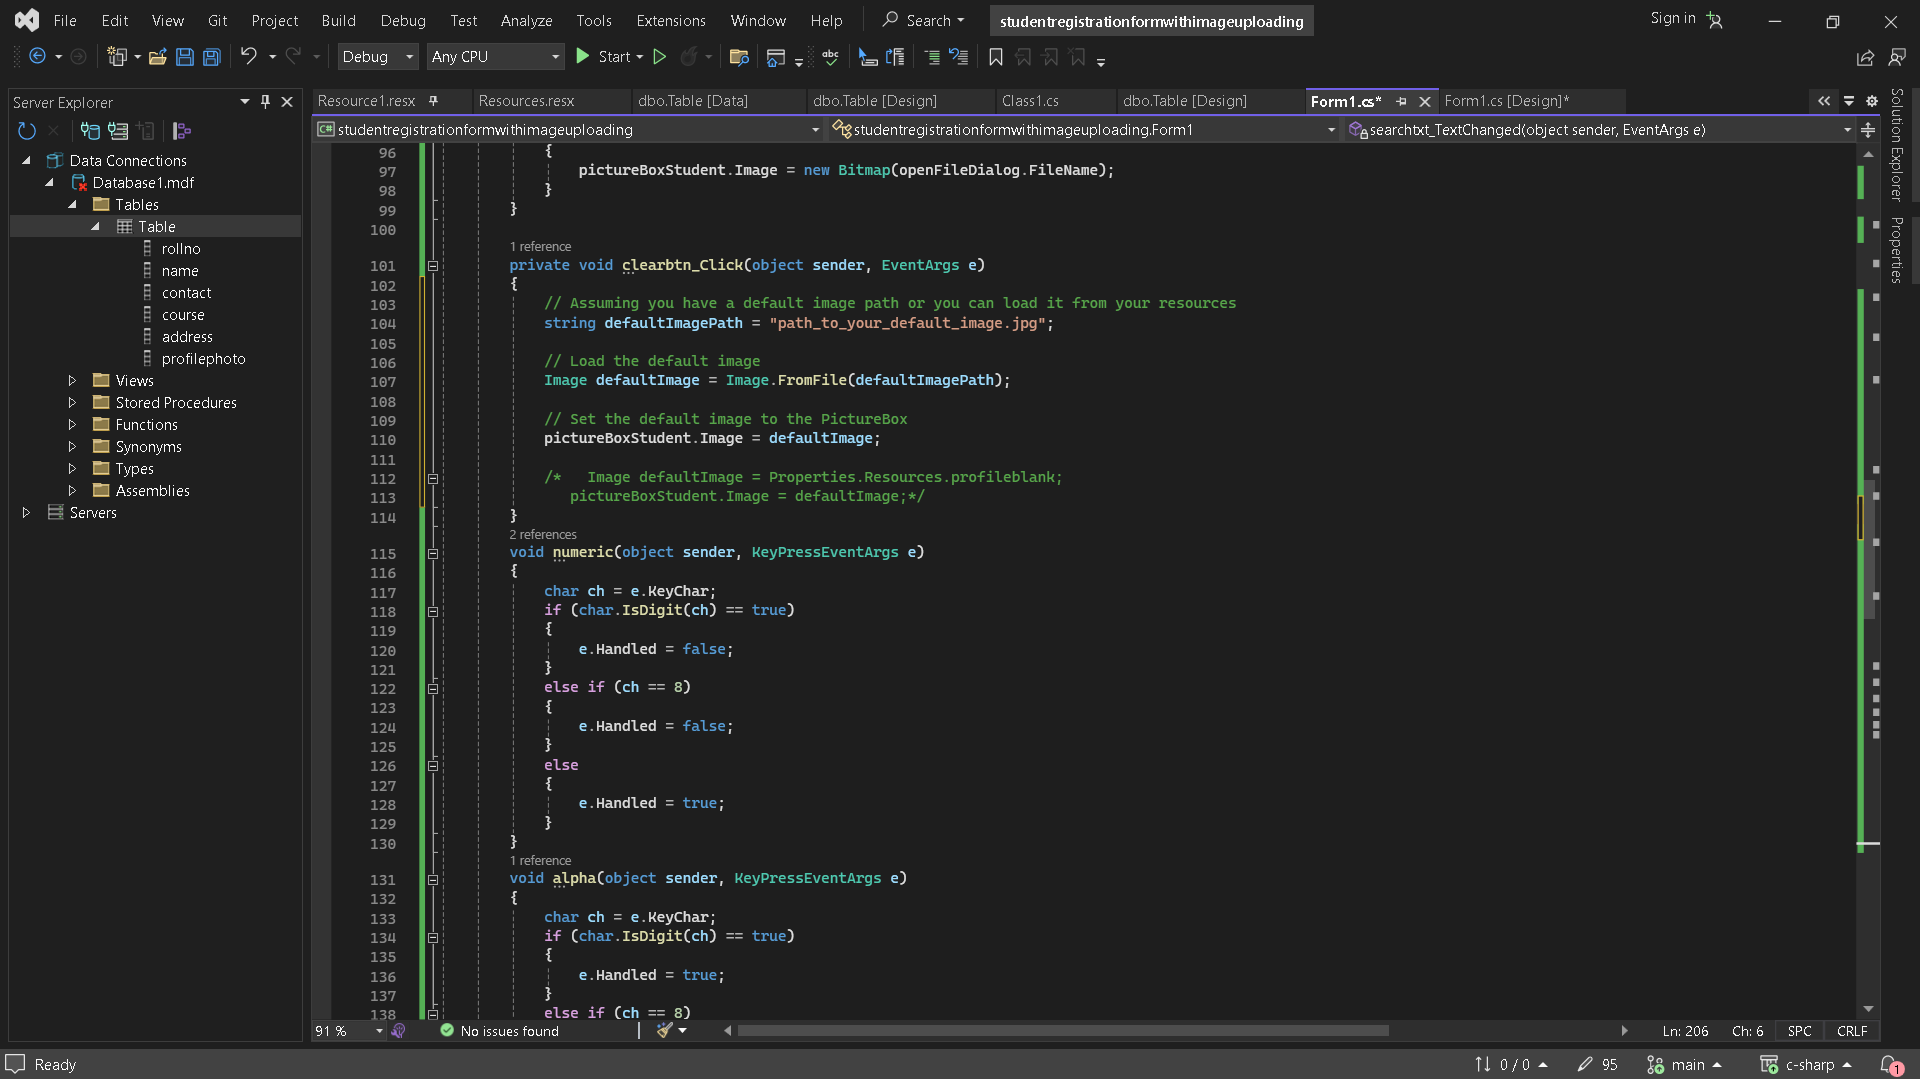 File Edit View Git Project Build Debug Test Analyze Tools Extensions Window Help Search studentregistrationformwithimageuploading Sign in
Debug Any CPU Start abc
Server Explorer
Data Connections
Database1.mdf
Tables
Table
rollno
name
contact
course
address
profilephoto
Views
Stored Procedures
Functions
Synonyms
Types
Assemblies
Servers
Resource1.resx Resources.resx dbo.Table [Data] dbo.Table [Design] Class1.cs dbo.Table [Design] Form1.cs* Form1.cs [Design]*
C# studentregistrationformwithimageuploading studentregistrationformwithimageuploading.Form1 searchtxt_TextChanged(object sender, EventArgs e)
96 {
97 pictureBoxStudent.Image = new Bitmap(openFileDialog.FileName);
98 }
99 }
100
1 reference
101 private void clearbtn_Click(object sender, EventArgs e)
102 {
103 // Assuming you have a default image path or you can load it from your resources
104 string defaultImagePath = "path_to_your_default_image.jpg";
105
106 // Load the default image
107 Image defaultImage = Image.FromFile(defaultImagePath);
108
109 // Set the default image to the PictureBox
110 pictureBoxStudent.Image = defaultImage;
111
112 /* Image defaultImage = Properties.Resources.profileblank;
113 pictureBoxStudent.Image = defaultImage;*/
114 }
2 references
115 void numeric(object sender, KeyPressEventArgs e)
116 {
117 char ch = e.KeyChar;
118 if (char.IsDigit(ch) == true)
119 {
120 e.Handled = false;
121 }
122 else if (ch == 8)
123 {
124 e.Handled = false;
125 }
126 else
127 {
128 e.Handled = true;
129 }
130 }
1 reference
131 void alpha(object sender, KeyPressEventArgs e)
132 {
133 char ch = e.KeyChar;
134 if (char.IsDigit(ch) == true)
135 {
136 e.Handled = true;
137 }
138 else if (ch == 8)
Solution Explorer
Properties
91 % No issues found Ln: 206 Ch: 6 SPC CRLF
Ready 0 / 0 95 main c-sharp 1